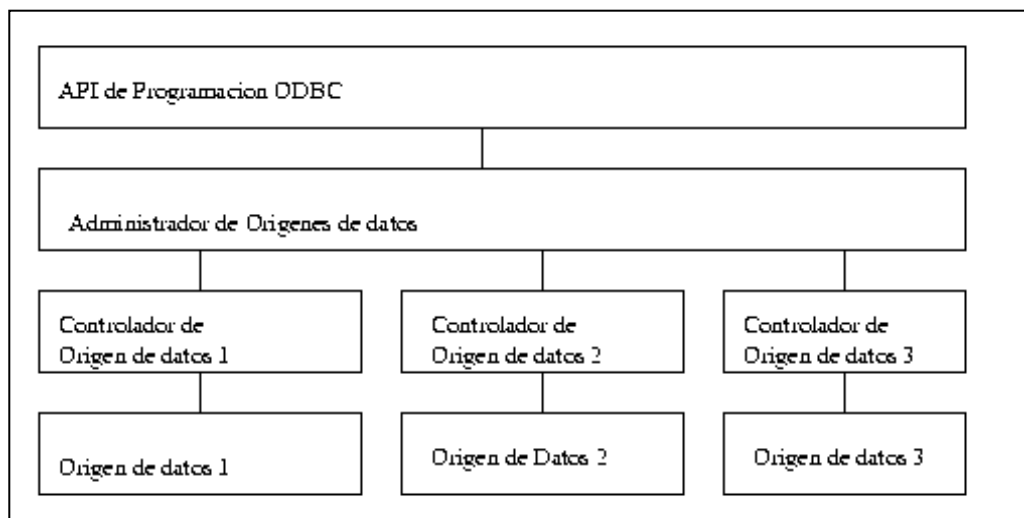 API de Programacion ODBC
Administrador de Origenes de datos
Controlador de
Origen de datos 1
Controlador de
Origen de datos 2
Controlador de
Origen de datos 3
Origen de datos 1
Origen de Datos 2
Origen de datos 3